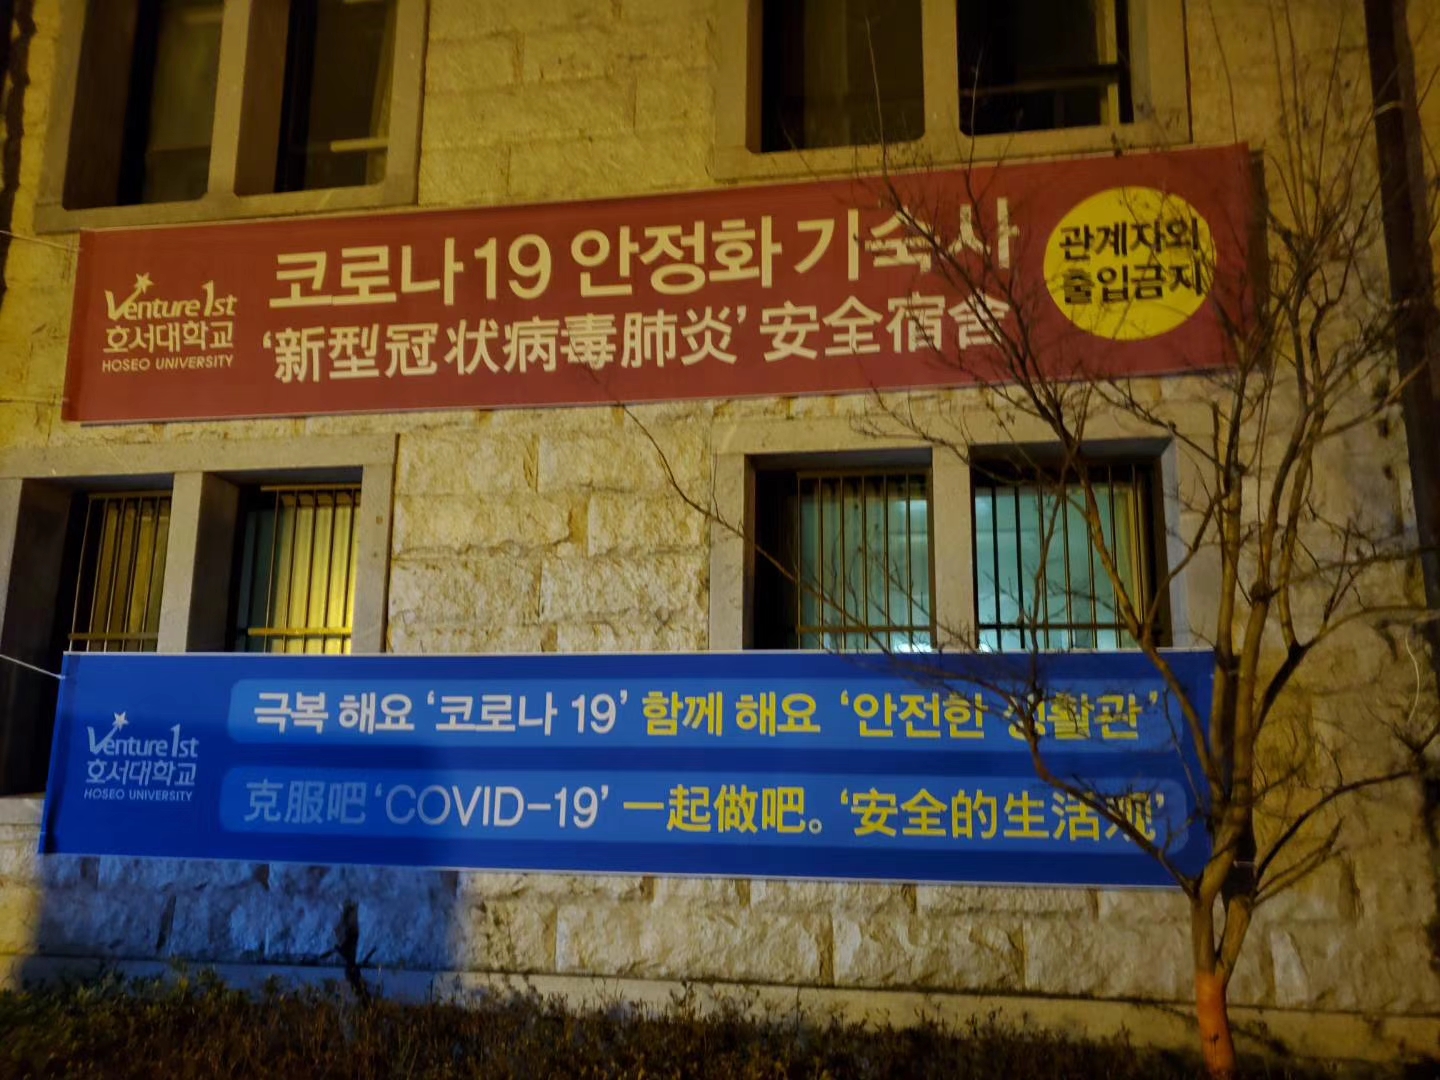 Venture 1st
호서대학교
HOSEO UNIVERSITY
코로나19 안정화 기숙사
'新型冠状病毒肺炎' 安全宿舍
관계자외
출입금지
Venture 1st
호서대학교
HOSEO UNIVERSITY
극복 해요 '코로나 19' 함께 해요 '안전한 생활관'
克服吧 'COVID-19' 一起做吧。'安全的生活观'